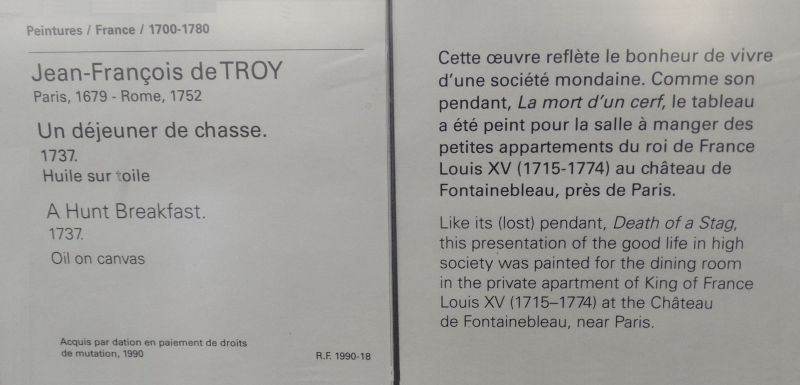 Peintures / France / 1700-1780
Jean-François de TROY
Paris, 1679 - Rome, 1752
Un déjeuner de chasse.
1737.
Huile sur toile
A Hunt Breakfast.
1737.
Oil on canvas
Acquis par dation en paiement de droits
de mutation, 1990
R.F. 1990-18
Cette œuvre reflète le bonheur de vivre
d'une société mondaine. Comme son
pendant, La mort d'un cerf, le tableau
a été peint pour la salle à manger des
petites appartements du roi de France
Louis XV (1715-1774) au château de
Fontainebleau, près de Paris.
Like its (lost) pendant, Death of a Stag,
this presentation of the good life in high
society was painted for the dining room
in the private apartment of King of France
Louis XV (1715–1774) at the Château
de Fontainebleau, near Paris.